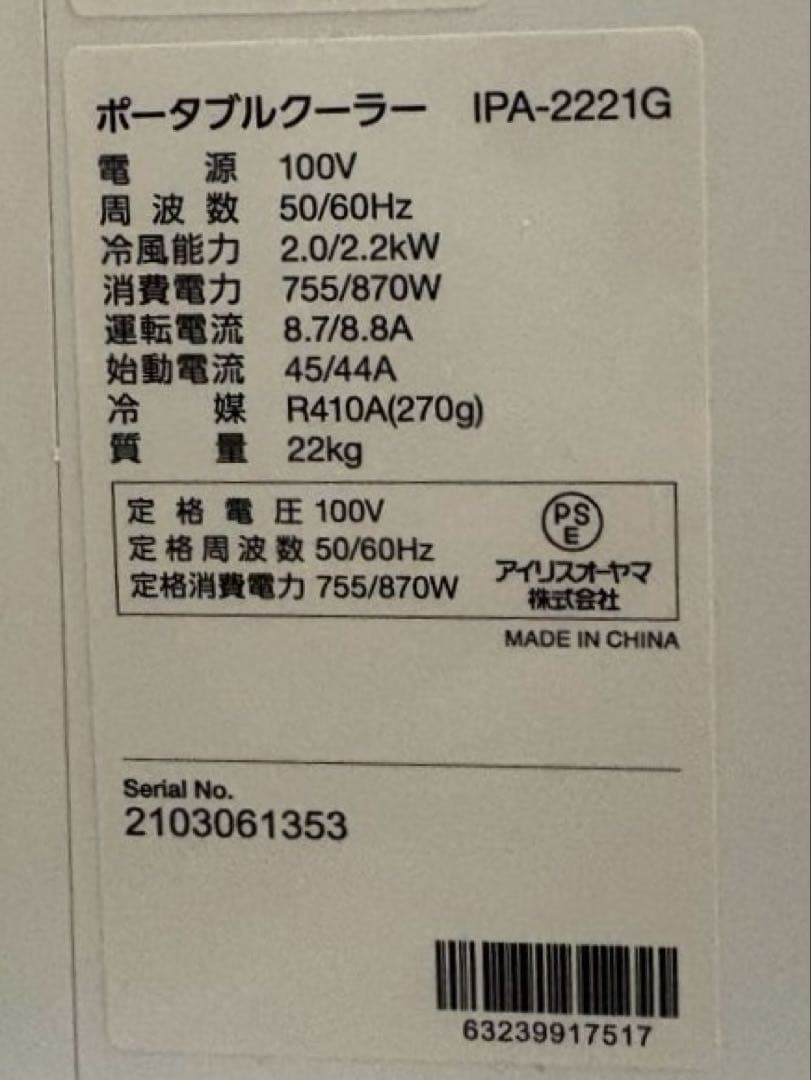 ポータブルクーラー IPA-2221G
電源 100V
周波数 50/60Hz
冷風能力 2.0/2.2kW
消費電力 755/870W
運転電流 8.7/8.8A
始動電流 45/44A
冷媒 R410A(270g)
質量 22kg
定格電圧 100V
定格周波数 50/60Hz
定格消費電力 755/870W
PS
E
アイリスオーヤマ
株式会社
MADE IN CHINA
Serial No.
2103061353
63239917517